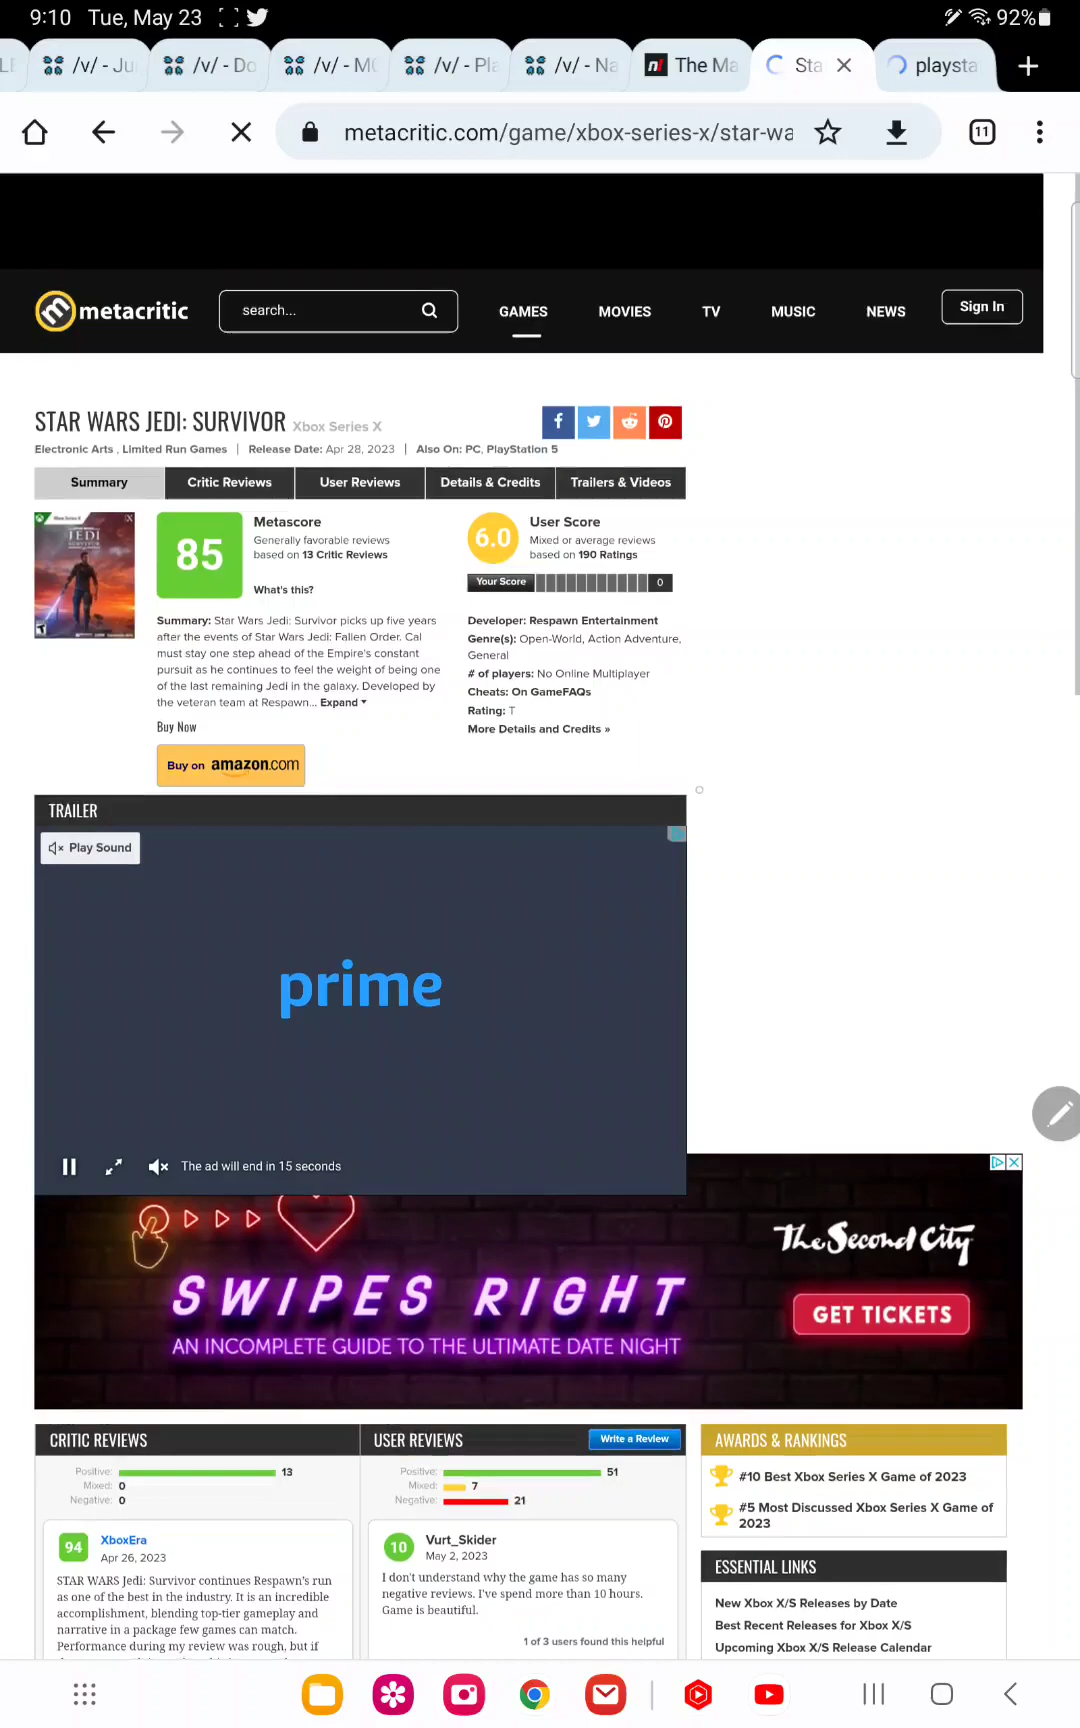 9:10 Tue, May 23
92%
/v/ - Ju
/v/ - Do
/v/ - M
/v/ - Pla
/v/ - Na
The Ma
Sta
playsta
metacritic.com/game/xbox-series-x/star-wa
11
metacritic
search...
GAMES
MOVIES
TV
MUSIC
NEWS
Sign In
STAR WARS JEDI: SURVIVOR Xbox Series X
Electronic Arts , Limited Run Games | Release Date: Apr 28, 2023 | Also On: PC, PlayStation 5
Summary
Critic Reviews
User Reviews
Details & Credits
Trailers & Videos
JEDI
85
Metascore
Generally favorable reviews
based on 13 Critic Reviews
What's this?
6.0
User Score
Mixed or average reviews
based on 190 Ratings
Your Score
0
Summary: Star Wars Jedi: Survivor picks up five years
after the events of Star Wars Jedi: Fallen Order. Cal
must stay one step ahead of the Empire's constant
pursuit as he continues to feel the weight of being one
of the last remaining Jedi in the galaxy. Developed by
the veteran team at Respawn... Expand
Buy Now
Buy on amazon.com
Developer: Respawn Entertainment
Genre(s): Open-World, Action Adventure,
General
# of players: No Online Multiplayer
Cheats: On GameFAQs
Rating: T
More Details and Credits »
TRAILER
Play Sound
prime
The ad will end in 15 seconds
SWIPES RIGHT
AN INCOMPLETE GUIDE TO THE ULTIMATE DATE NIGHT
The Second City
GET TICKETS
CRITIC REVIEWS
Positive: 13
Mixed: 0
Negative: 0
94
XboxEra
Apr 26, 2023
STAR WARS Jedi: Survivor continues Respawn's run
as one of the best in the industry. It is an incredible
accomplishment, blending top-tier gameplay and
narrative in a package few games can match.
Performance during my review was rough, but if
USER REVIEWS
Write a Review
Positive: 51
Mixed: 7
Negative: 21
10
Vurt_Skider
May 2, 2023
I don't understand why the game has so many
negative reviews. I've spend more than 10 hours.
Game is beautiful.
1 of 3 users found this helpful
AWARDS & RANKINGS
#10 Best Xbox Series X Game of 2023
#5 Most Discussed Xbox Series X Game of
2023
ESSENTIAL LINKS
New Xbox X/S Releases by Date
Best Recent Releases for Xbox X/S
Upcoming Xbox X/S Release Calendar